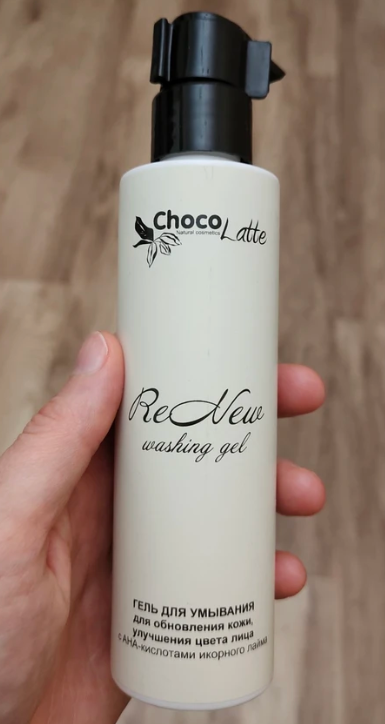 Choco Latte
Natural cosmetics
ReNew
washing gel
ГЕЛЬ ДЛЯ УМЫВАНИЯ
для обновления кожи,
улучшения цвета лица
с АНА-кислотами икорного лайма